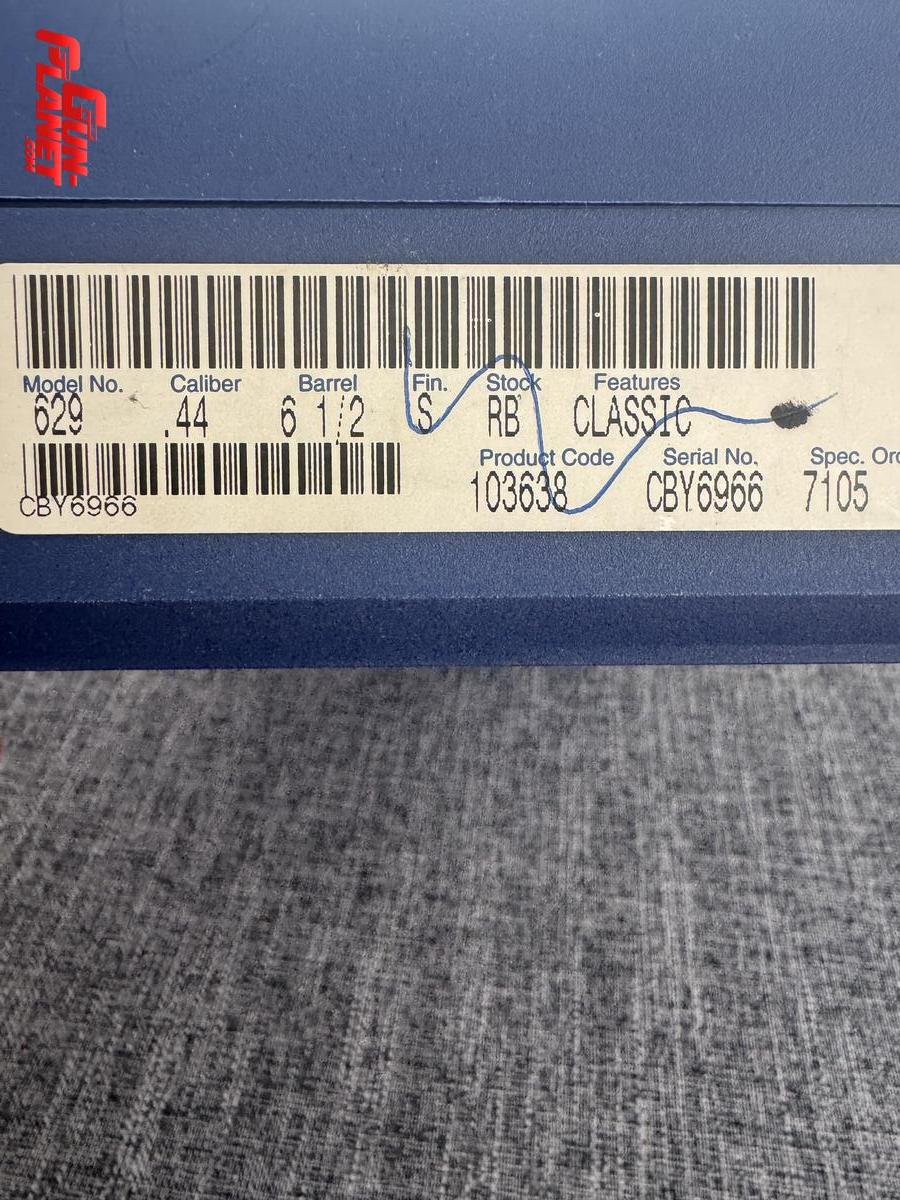 GUN-
PLANET
.COM
Model No. Caliber Barrel Fin. Stock Features
629 .44 6 1/2 S RB CLASSIC
Product Code Serial No. Spec. Ord
103638 CBY6966 7105
CBY6966